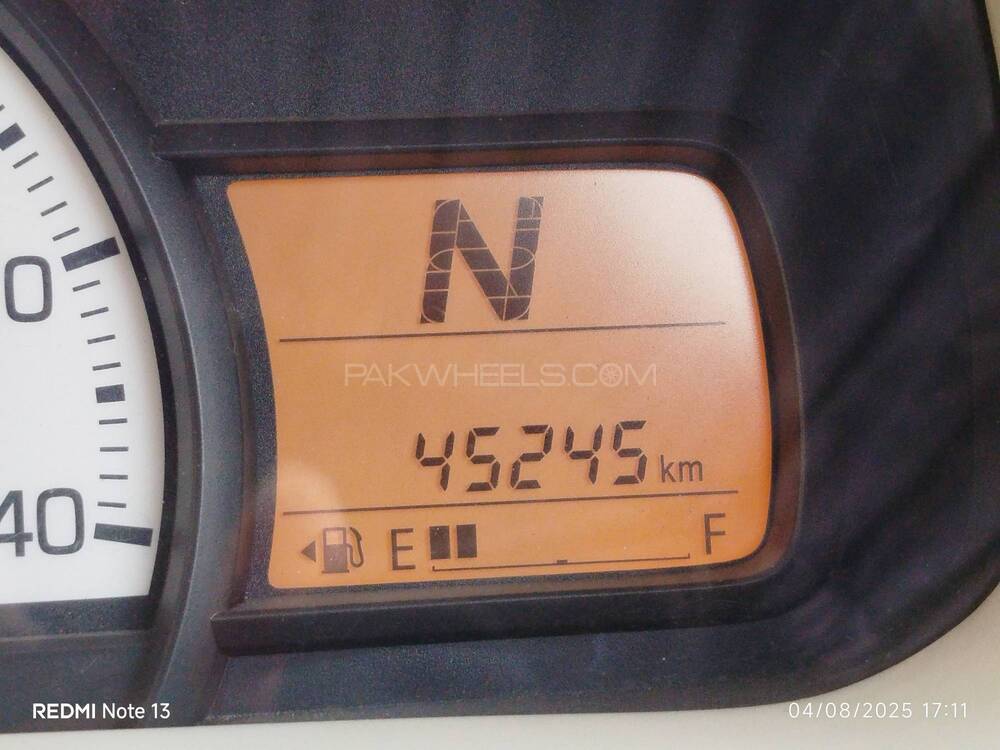 N
PAKWHEELS.COM
0
45245 km
40
E F
REDMI Note 13
04/08/2025 17:11